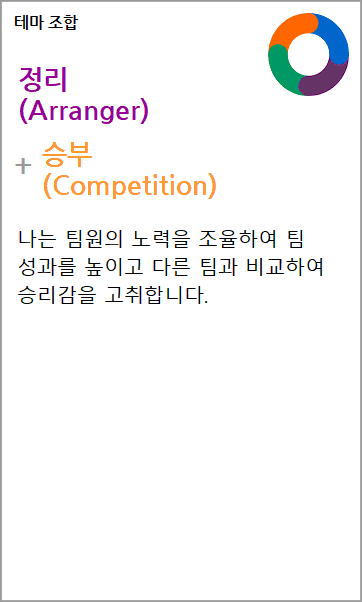 테마 조합
정리
(Arranger)
+ 승부
(Competition)
나는 팀원의 노력을 조율하여 팀
성과를 높이고 다른 팀과 비교하여
승리감을 고취합니다.